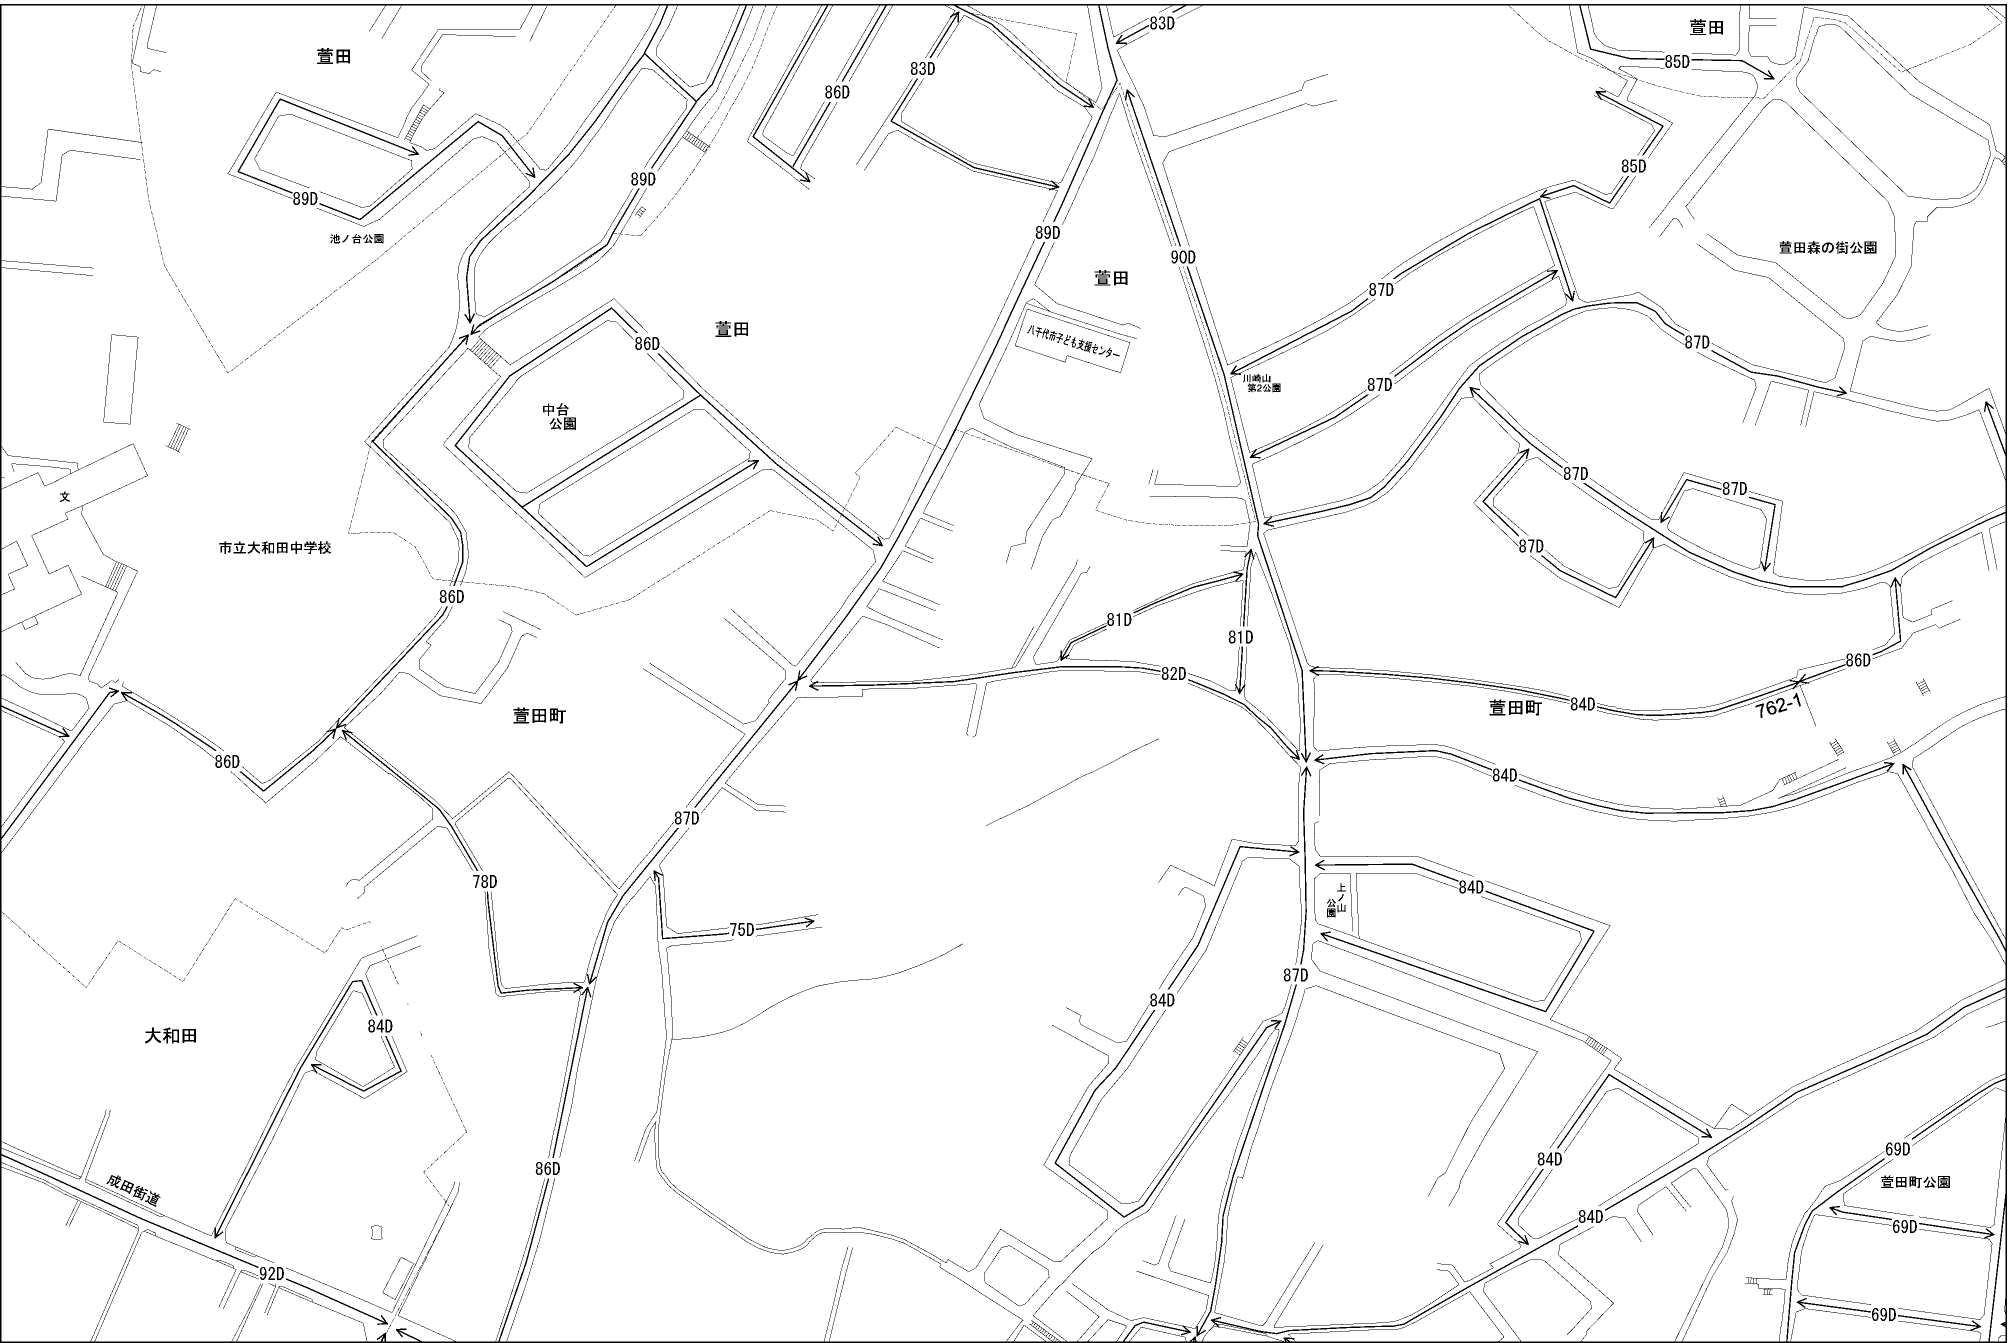 83D
萱田
萱田
85D
83D
86D
85D
89D
89D
池ノ台公園
89D
萱田森の街公園
90D
萱田
87D
萱田
八千代市子ども支援センター
86D
87D
川崎山
第2公園
87D
中台
公園
87D
87D
文
市立大和田中学校
87D
86D
81D
81D
86D
82D
84D
762-1
萱田町
萱田町
86D
84D
87D
78D
84D
上ノ山
公園
75D
87D
84D
84D
大和田
69D
84D
86D
萱田町公園
成田街道
84D
69D
92D
69D